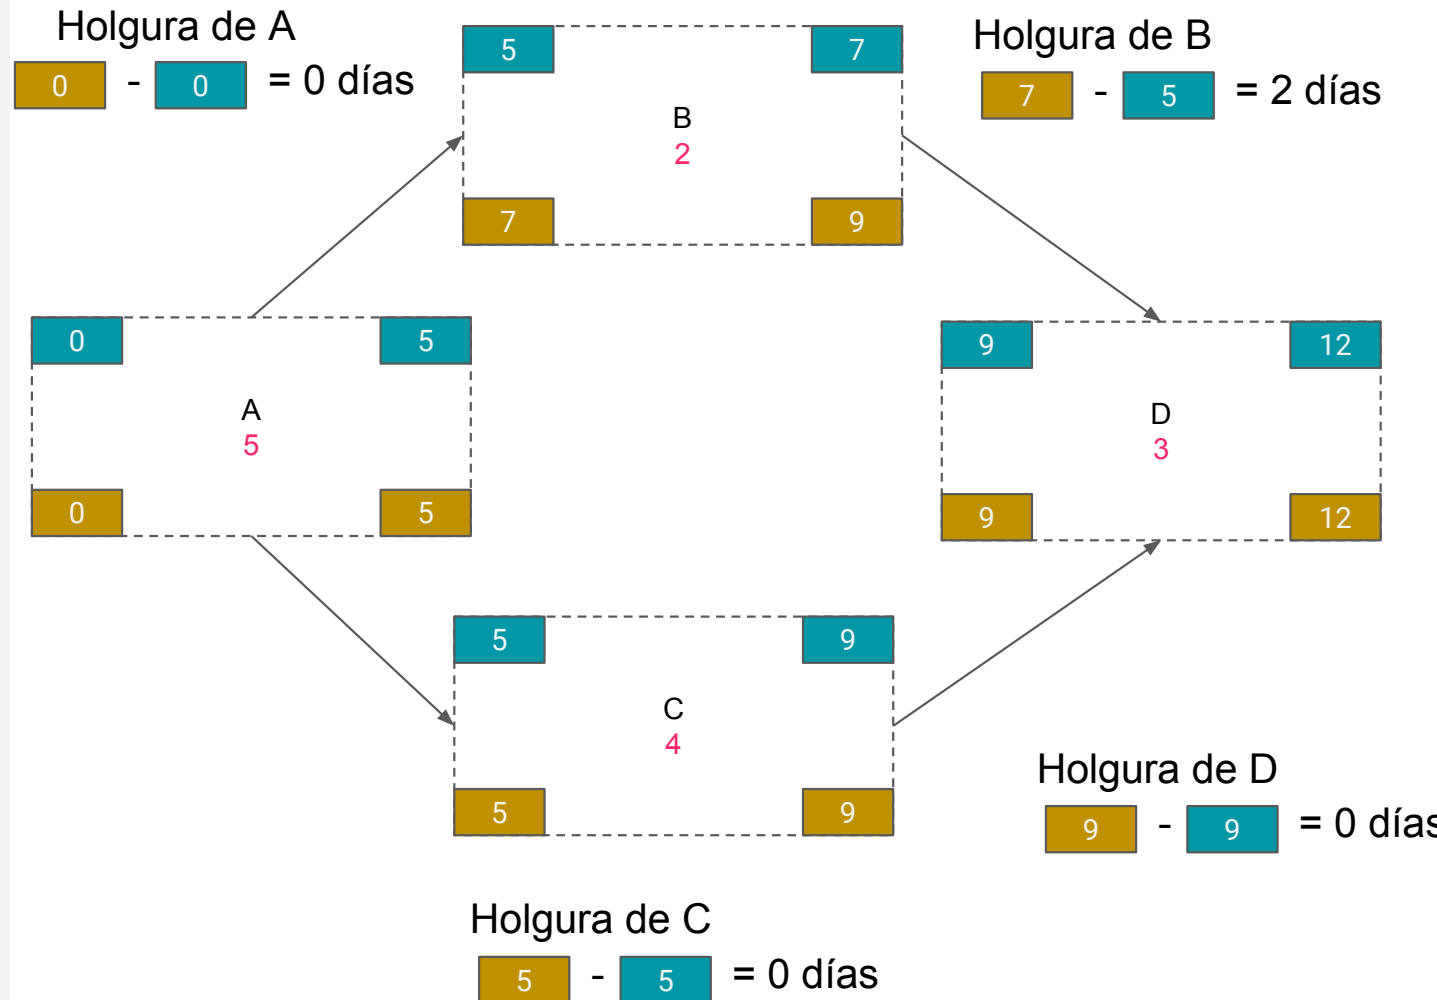 Holgura de A
0 - 0 = 0 días
5 7
B
2
7 9
Holgura de B
7 - 5 = 2 días
0 5
A
5
0 5
9 12
D
3
9 12
5 9
C
4
5 9
Holgura de D
9 - 9 = 0 días
Holgura de C
5 - 5 = 0 días